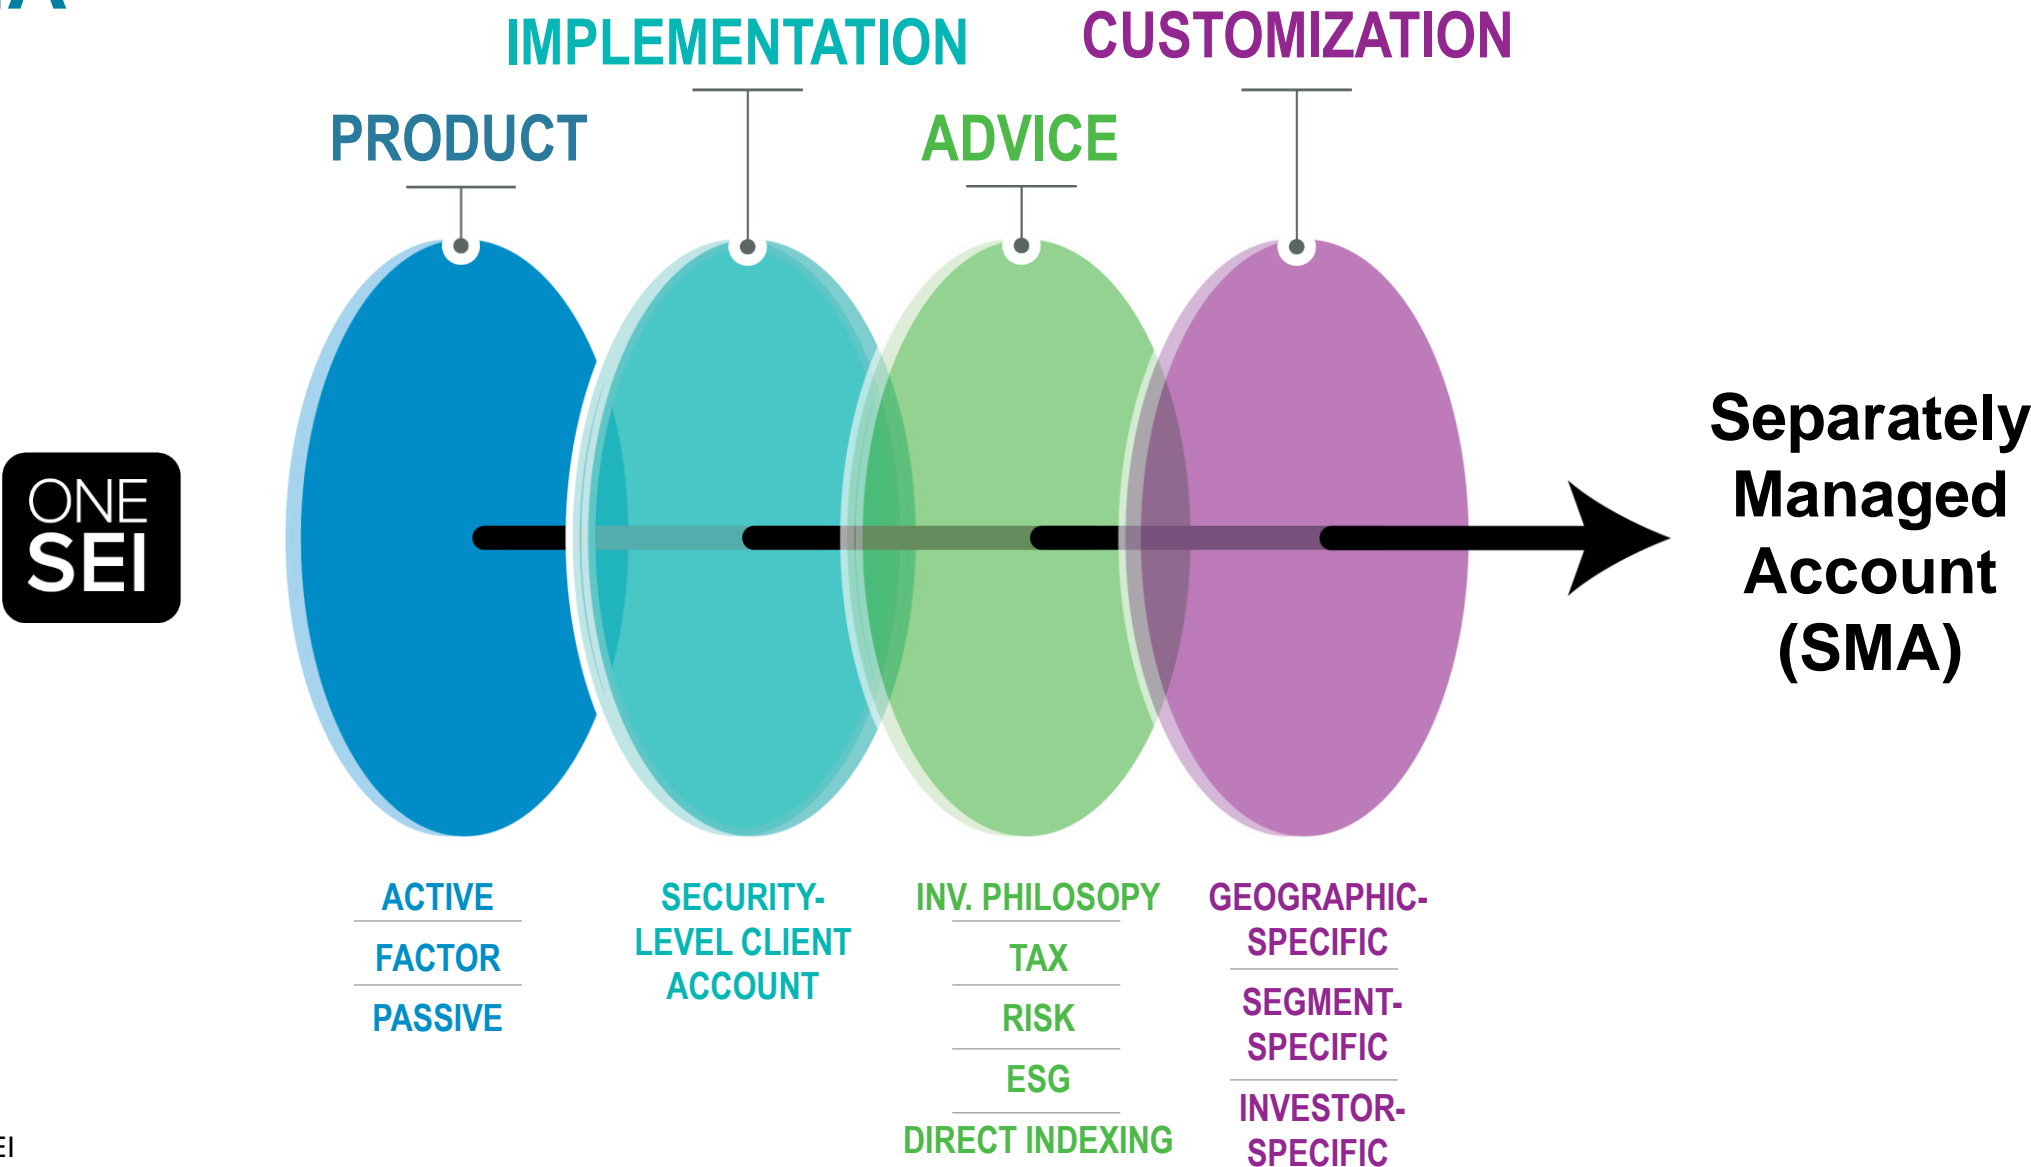 IMPLEMENTATION
CUSTOMIZATION
PRODUCT
ADVICE
ONE
SEI
Separately
Managed
Account
(SMA)
ACTIVE
FACTOR
PASSIVE
SECURITY-
LEVEL CLIENT
ACCOUNT
INV. PHILOSOPY
TAX
RISK
ESG
DIRECT INDEXING
GEOGRAPHIC-
SPECIFIC
SEGMENT-
SPECIFIC
INVESTOR-
SPECIFIC